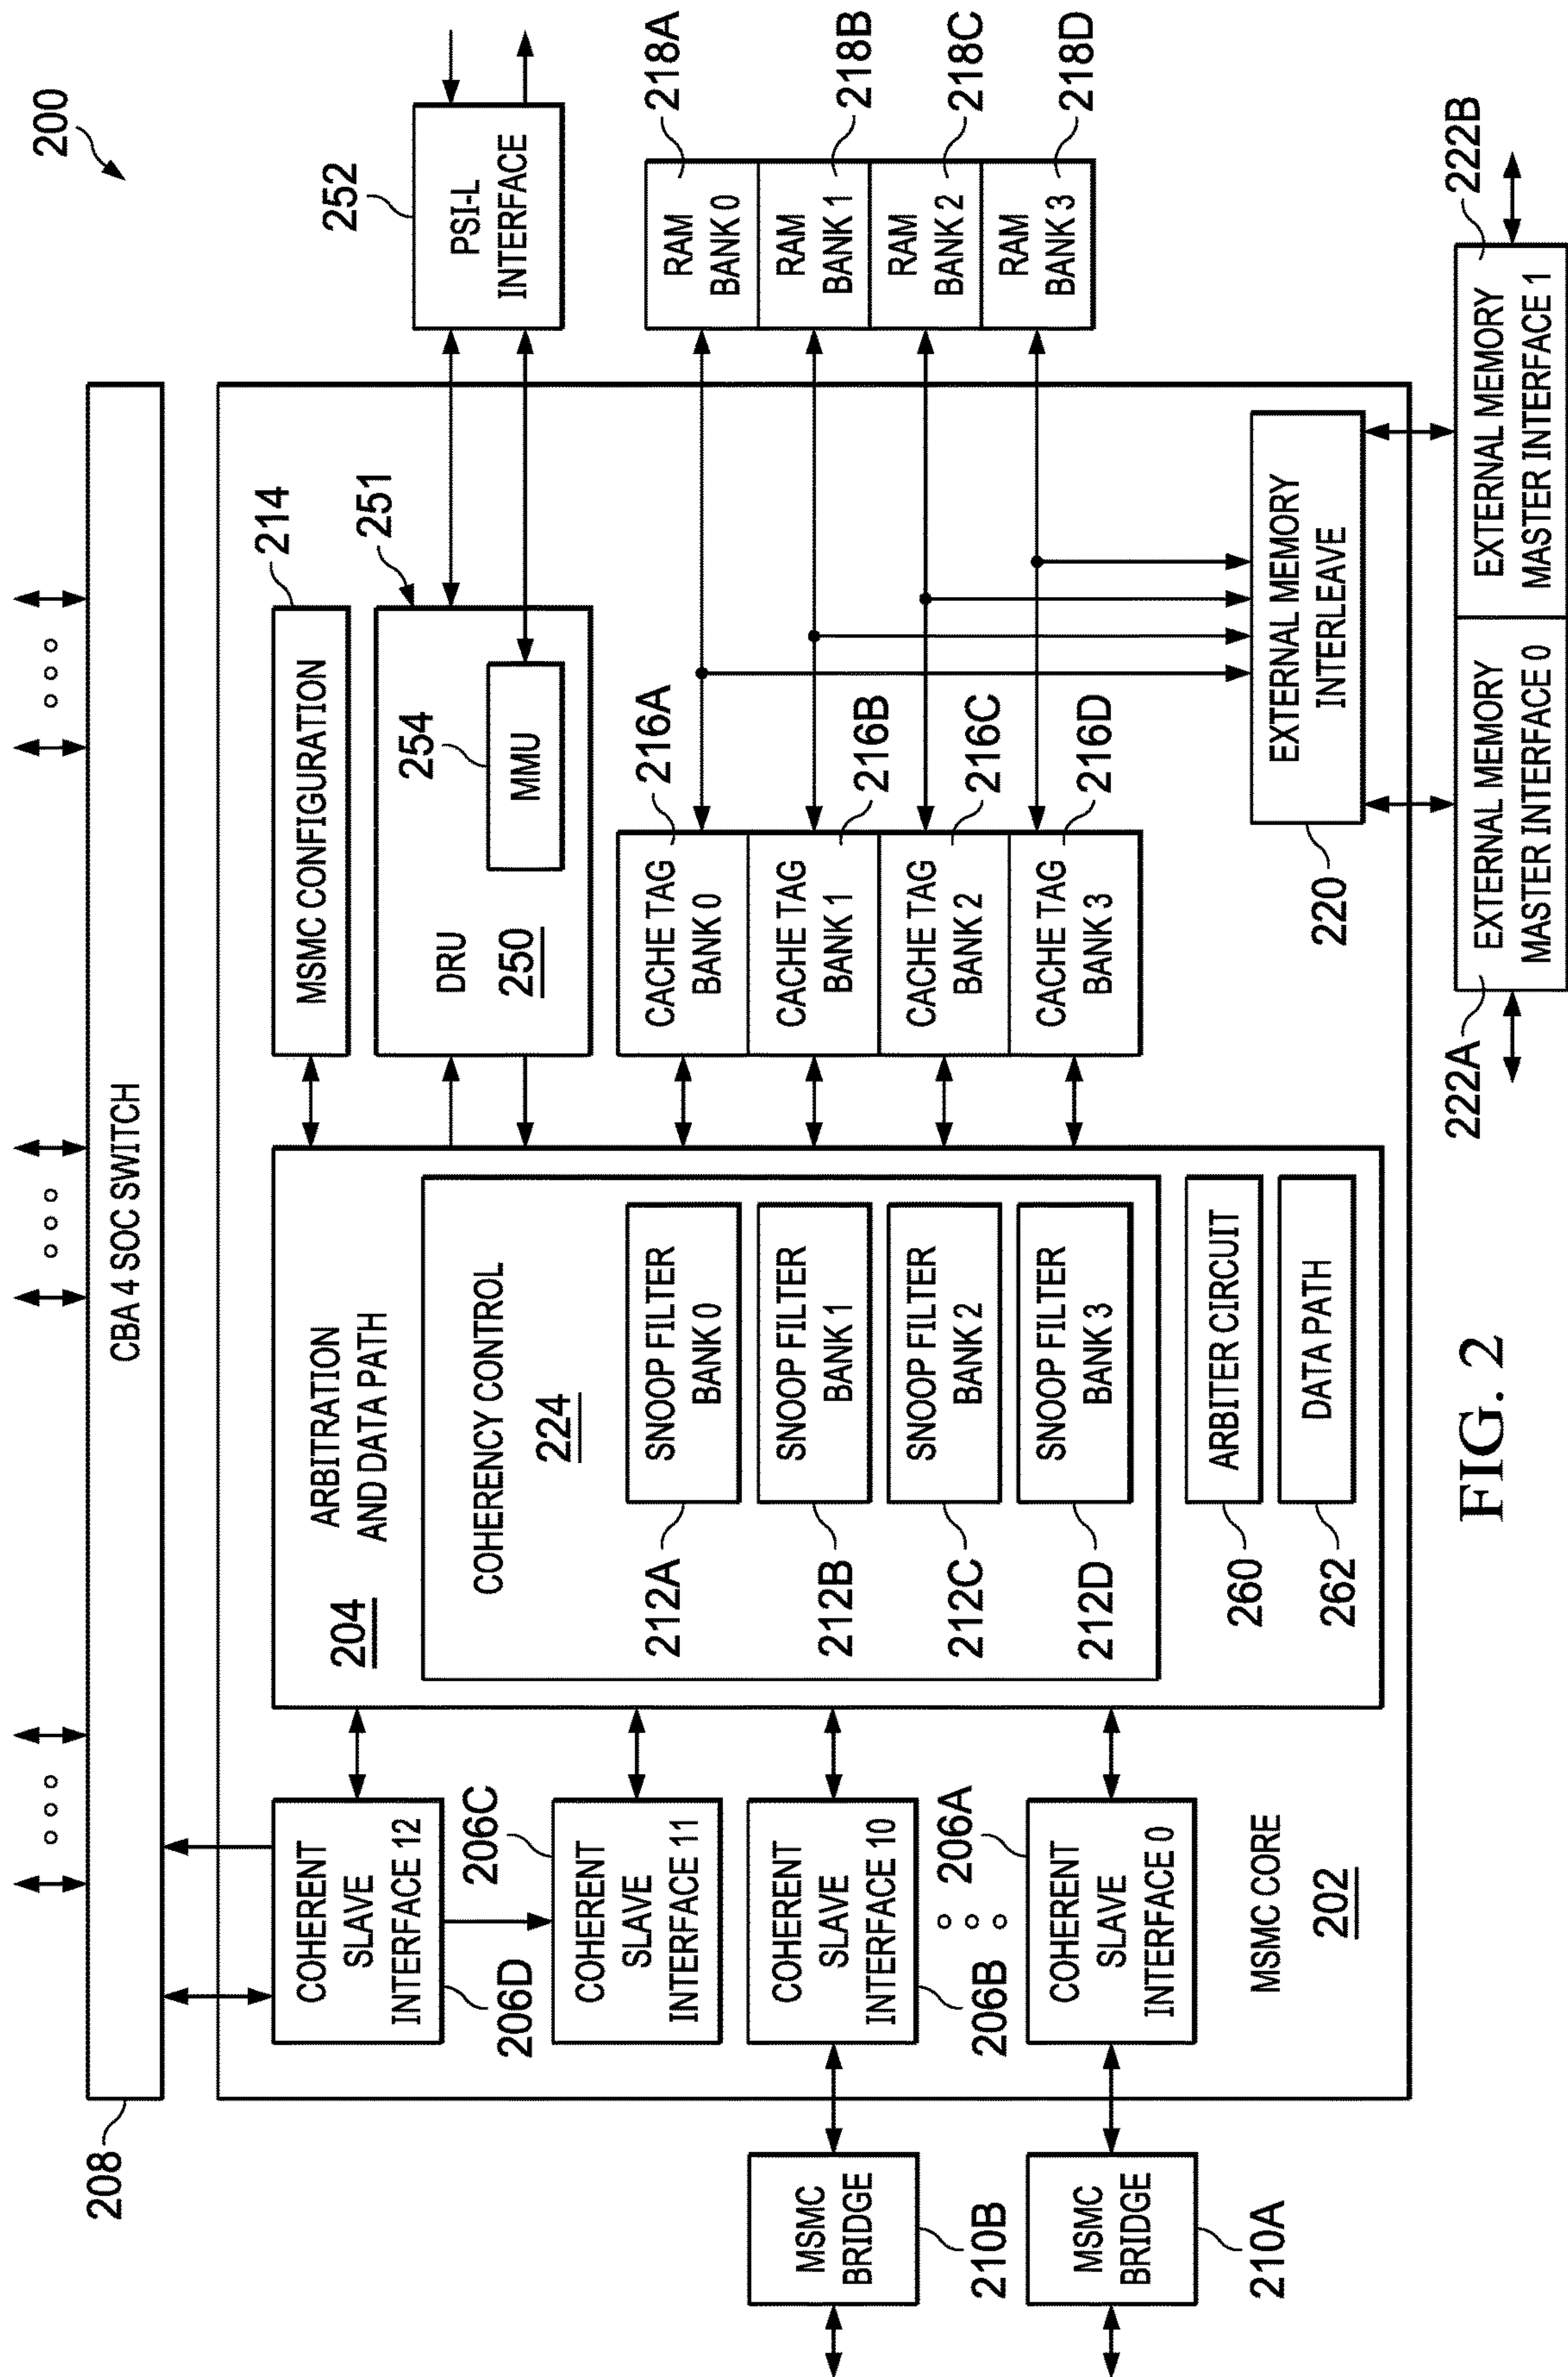 200
208
CBA 4 SOC SWITCH
COHERENT
SLAVE
INTERFACE 12
206D
206C
COHERENT
SLAVE
INTERFACE 11
COHERENT
SLAVE
INTERFACE 10
206B
206A
COHERENT
SLAVE
INTERFACE 0
MSMC
BRIDGE
210B
MSMC
BRIDGE
210A
MSMC CORE
202
204
ARBITRATION
AND DATA PATH
COHERENCY CONTROL
224
212A
SNOOP FILTER
BANK 0
212B
SNOOP FILTER
BANK 1
212C
SNOOP FILTER
BANK 2
212D
SNOOP FILTER
BANK 3
260
ARBITER CIRCUIT
262
DATA PATH
MSMC CONFIGURATION
214
251
DRU
250
254
MMU
252
PSI-L
INTERFACE
CACHE TAG
BANK 0
216A
CACHE TAG
BANK 1
216B
CACHE TAG
BANK 2
216C
CACHE TAG
BANK 3
216D
RAM
BANK 0
218A
RAM
BANK 1
218B
RAM
BANK 2
218C
RAM
BANK 3
218D
220
EXTERNAL MEMORY
INTERLEAVE
222A
EXTERNAL MEMORY
MASTER INTERFACE 0
EXTERNAL MEMORY
MASTER INTERFACE 1
222B
FIG. 2